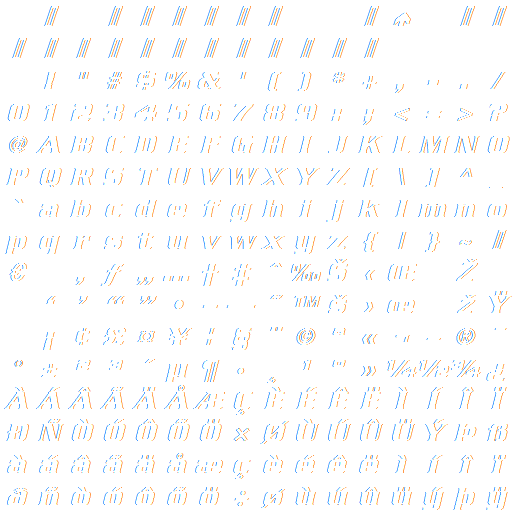 ! " # $ % & ' ( ) * + , - . /
0 1 2 3 4 5 6 7 8 9 : ; < = > ?
@ A B C D E F G H I J K L M N O
P Q R S T U V W X Y Z [ \ ] ^ _
` a b c d e f g h i j k l m n o
p q r s t u v w x y z { | } ~
€ ‚ ƒ „ … † ‡ ˆ ‰ Š ‹ Œ Ž
‘ ’ “ ” • – — ˜ ™ š › œ ž Ÿ
¡ ¢ £ ¤ ¥ ¦ § ¨ © ª « ¬ - ® ¯
° ± ² ³ ´ µ ¶ · ¸ ¹ º » ¼ ½ ¾ ¿
À Á Â Ã Ä Å Æ Ç È É Ê Ë Ì Í Î Ï
Ð Ñ Ò Ó Ô Õ Ö × Ø Ù Ú Û Ü Ý Þ ß
à á â ã ä å æ ç è é ê ë ì í î ï
ð ñ ò ó ô õ ö ÷ ø ù ú û ü ý þ ÿ